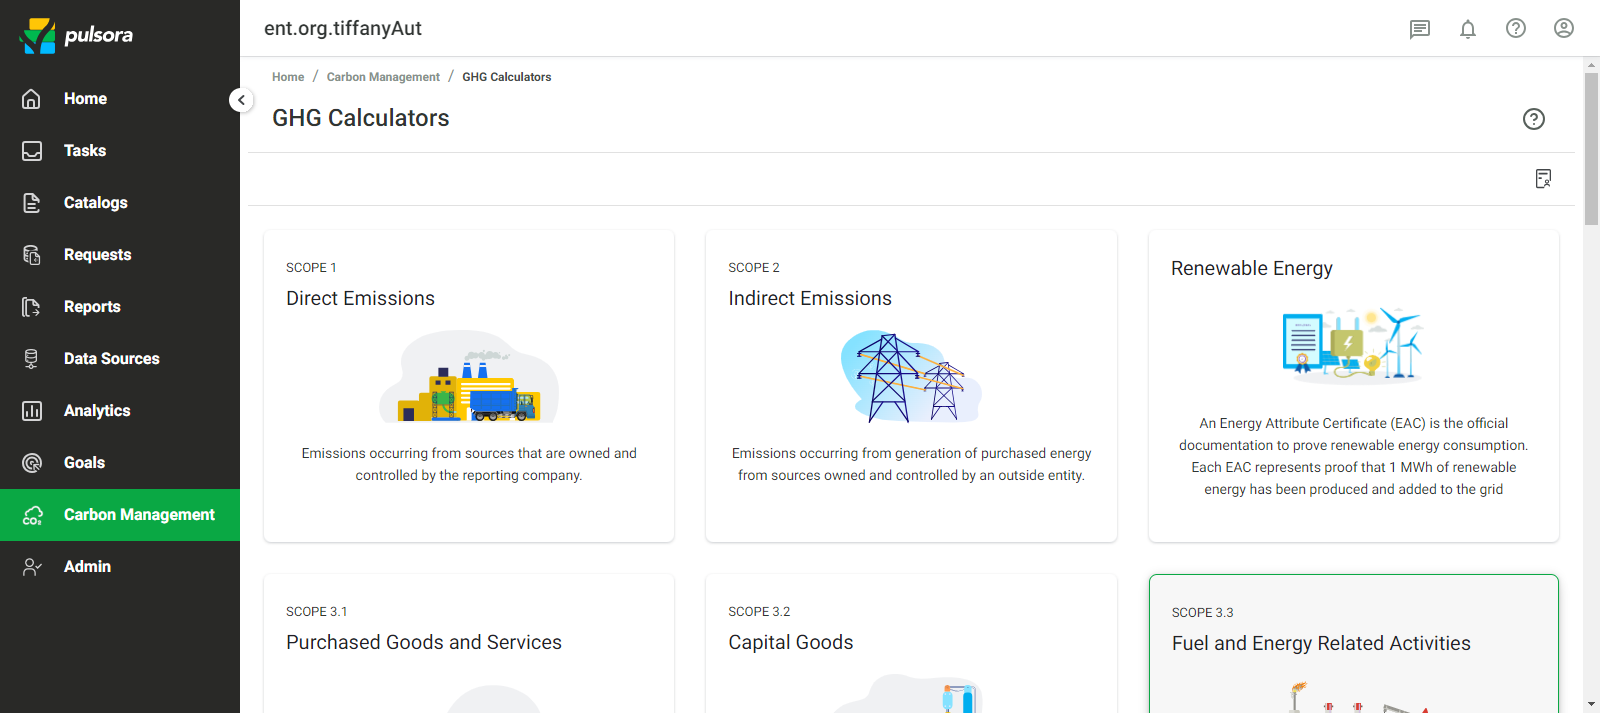 pulsora
ent.org.tiffanyAut
Home
Tasks
Catalogs
Requests
Reports
Data Sources
Analytics
Goals
Carbon Management
Admin
Home / Carbon Management / GHG Calculators
GHG Calculators
SCOPE 1
Direct Emissions
Emissions occurring from sources that are owned and
controlled by the reporting company.
SCOPE 2
Indirect Emissions
Emissions occurring from generation of purchased energy
from sources owned and controlled by an outside entity.
Renewable Energy
An Energy Attribute Certificate (EAC) is the official
documentation to prove renewable energy consumption.
Each EAC represents proof that 1 MWh of renewable
energy has been produced and added to the grid
SCOPE 3.1
Purchased Goods and Services
SCOPE 3.2
Capital Goods
SCOPE 3.3
Fuel and Energy Related Activities